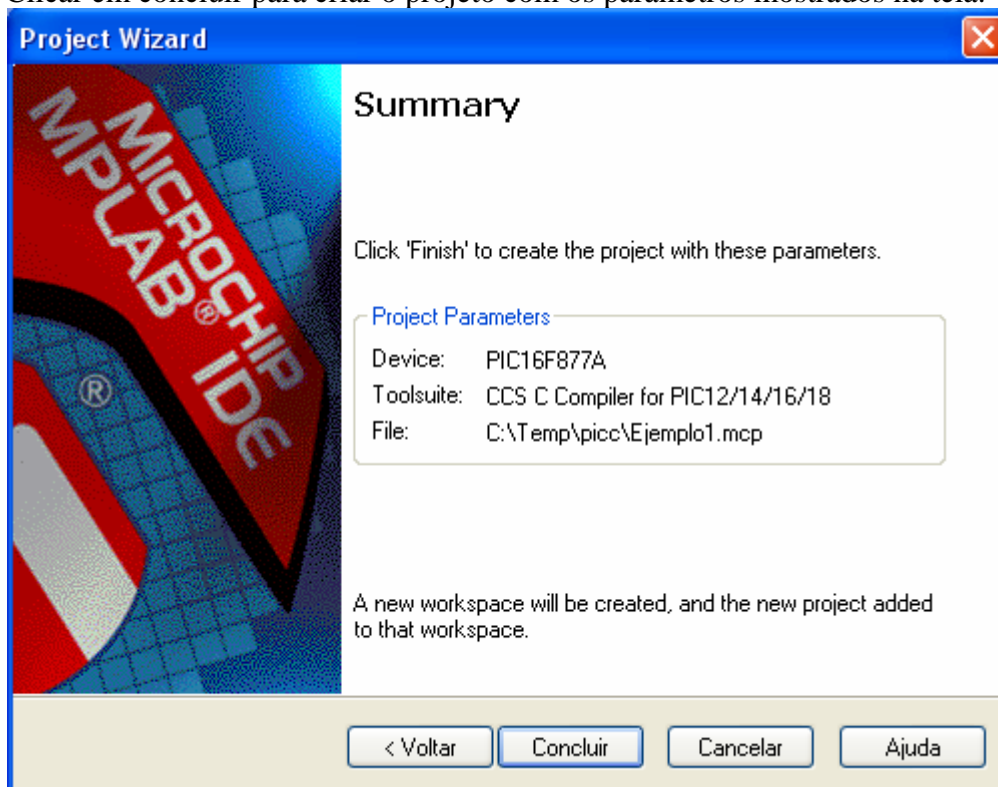 Clicar em concluir para criar o projeto com os parâmetros mostrados na tela.
Project Wizard
MICROCHIP
MPLAB® IDE
®
Summary
Click 'Finish' to create the project with these parameters.
Project Parameters
Device: PIC16F877A
Toolsuite: CCS C Compiler for PIC12/14/16/18
File: C:\Temp\picc\Ejemplo1.mcp
A new workspace will be created, and the new project added
to that workspace.
< Voltar Concluir Cancelar Ajuda